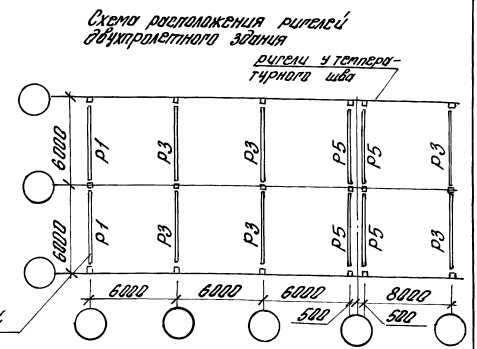 Схема расположения ригелей
двухпролетного здания
ригели у темпера-
турного шва
6000
Р1
Р3
Р3
Р5
Р5
Р3
6000
Р1
Р3
Р3
Р5
Р5
Р3
6000
6000
6000
8000
500
500